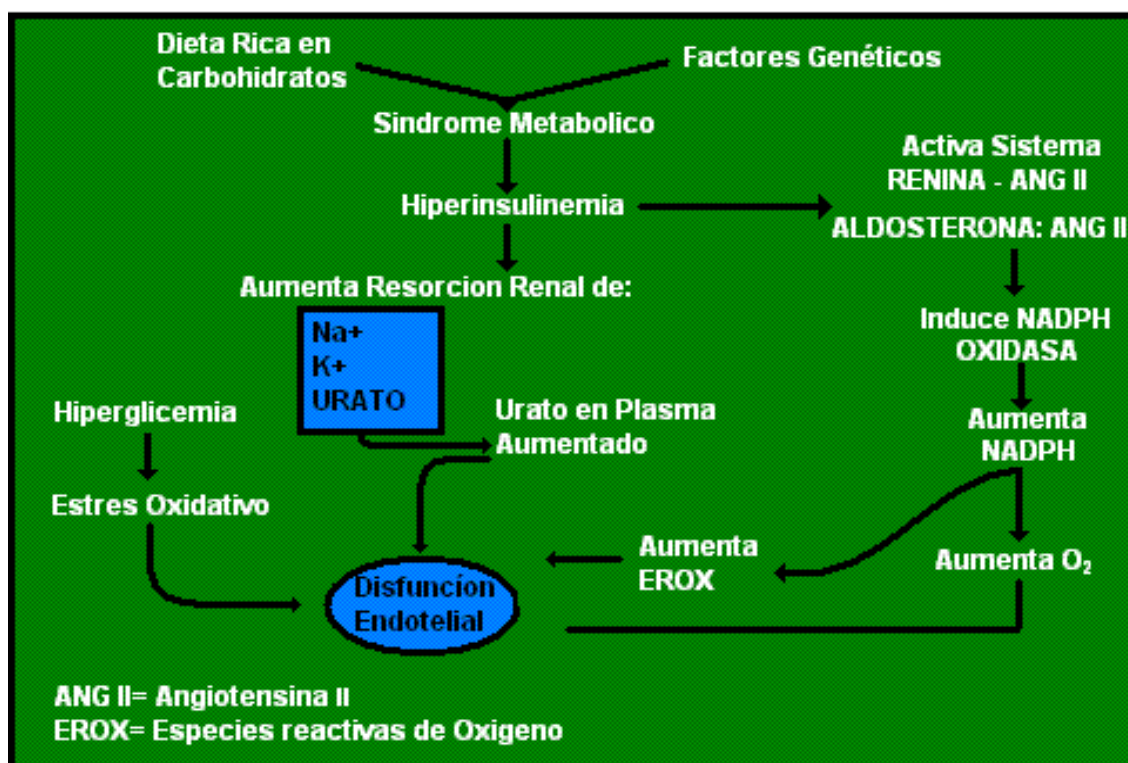 Dieta Rica en
Carbohidratos
Factores Genéticos
Sindrome Metabolico
Activa Sistema
RENINA - ANG II
ALDOSTERONA: ANG II
Hiperinsulinemia
Aumenta Resorcion Renal de:
Na+
K+
URATO
Induce NADPH
OXIDASA
Hiperglicemia
Urato en Plasma
Aumentado
Aumenta
NADPH
Estres Oxidativo
Aumenta
EROX
Aumenta O₂
Disfuncíon
Endotelial
ANG II= Angiotensina II
EROX= Especies reactivas de Oxigeno